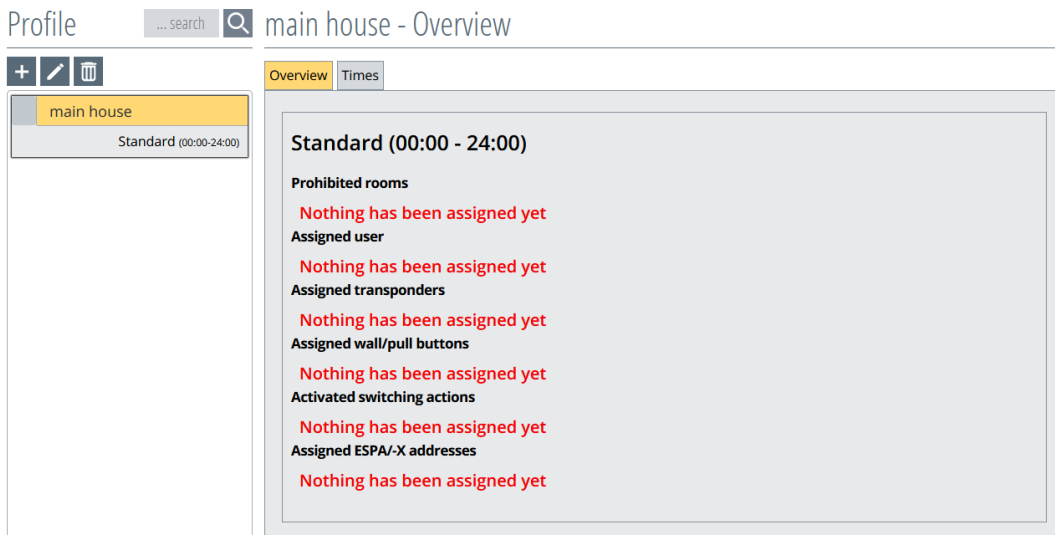 Profile
... search
main house - Overview
Overview
Times
main house
Standard (00:00-24:00)
Standard (00:00 - 24:00)
Prohibited rooms
Nothing has been assigned yet
Assigned user
Nothing has been assigned yet
Assigned transponders
Nothing has been assigned yet
Assigned wall/pull buttons
Nothing has been assigned yet
Activated switching actions
Nothing has been assigned yet
Assigned ESPA/-X addresses
Nothing has been assigned yet